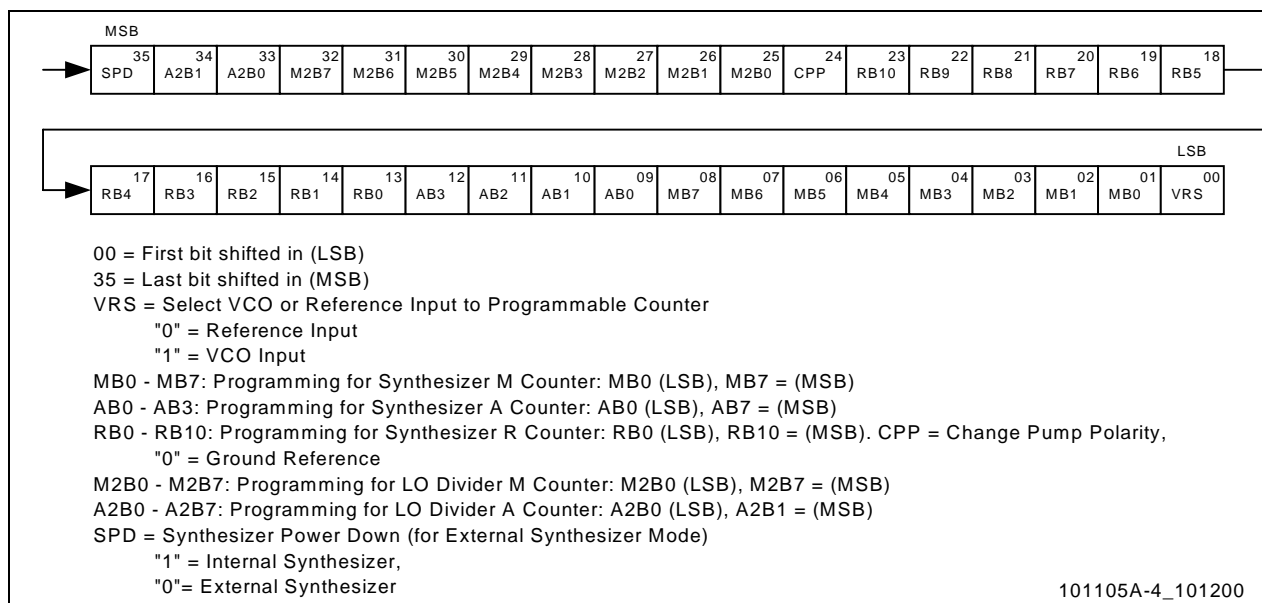 MSB
35 34 33 32 31 30 29 28 27 26 25 24 23 22 21 20 19 18
SPD A2B1 A2B0 M2B7 M2B6 M2B5 M2B4 M2B3 M2B2 M2B1 M2B0 CPP RB10 RB9 RB8 RB7 RB6 RB5
LSB
17 16 15 14 13 12 11 10 09 08 07 06 05 04 03 02 01 00
RB4 RB3 RB2 RB1 RB0 AB3 AB2 AB1 AB0 MB7 MB6 MB5 MB4 MB3 MB2 MB1 MB0 VRS
00 = First bit shifted in (LSB)
35 = Last bit shifted in (MSB)
VRS = Select VCO or Reference Input to Programmable Counter
"0" = Reference Input
"1" = VCO Input
MB0 - MB7: Programming for Synthesizer M Counter: MB0 (LSB), MB7 = (MSB)
AB0 - AB3: Programming for Synthesizer A Counter: AB0 (LSB), AB7 = (MSB)
RB0 - RB10: Programming for Synthesizer R Counter: RB0 (LSB), RB10 = (MSB). CPP = Change Pump Polarity,
"0" = Ground Reference
M2B0 - M2B7: Programming for LO Divider M Counter: M2B0 (LSB), M2B7 = (MSB)
A2B0 - A2B7: Programming for LO Divider A Counter: A2B0 (LSB), A2B1 = (MSB)
SPD = Synthesizer Power Down (for External Synthesizer Mode)
"1" = Internal Synthesizer,
"0"= External Synthesizer
101105A-4_101200